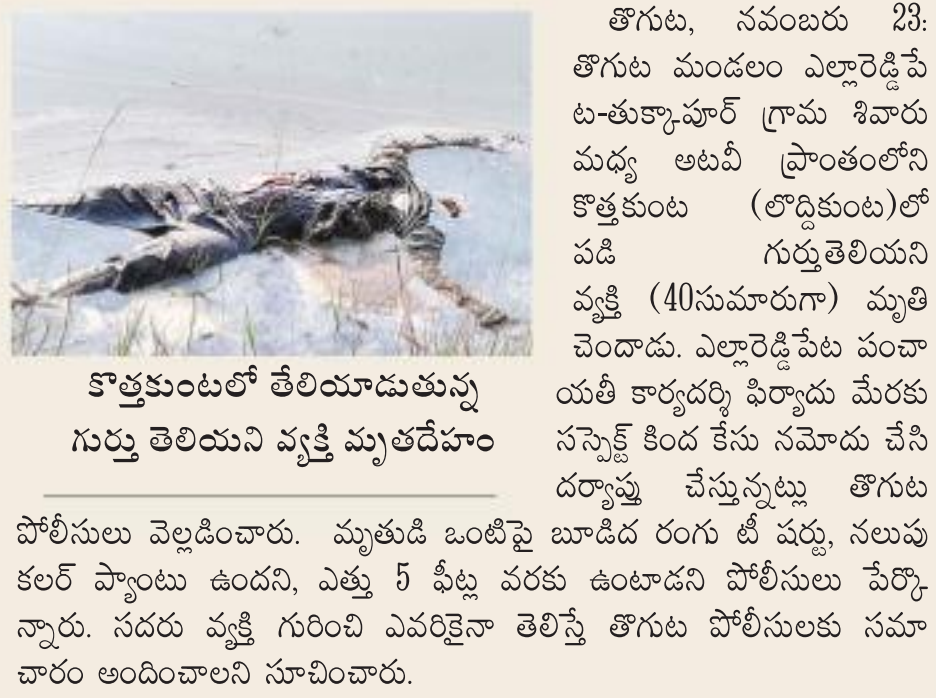 తొగుట, నవంబరు 23:
తొగుట మండలం ఎల్లారెడ్డిపే
ట-తుక్కాపూర్ గ్రామ శివారు
మధ్య అటవీ ప్రాంతంలోని
కొత్తకుంట (లొద్దికుంట)లో
పడి గుర్తుతెలియని
వ్యక్తి (40సుమారుగా) మృతి
చెందాడు. ఎల్లారెడ్డిపేట పంచా
యతీ కార్యదర్శి ఫిర్యాదు మేరకు
సస్పెక్ట్ కింద కేసు నమోదు చేసి
దర్యాప్తు చేస్తున్నట్లు తొగుట
పోలీసులు వెల్లడించారు. మృతుడి ఒంటిపై బూడిద రంగు టీ షర్టు, నలుపు
కలర్ ప్యాంటు ఉందని, ఎత్తు 5 ఫీట్ల వరకు ఉంటాడని పోలీసులు పేర్కొ
న్నారు. సదరు వ్యక్తి గురించి ఎవరికైనా తెలిస్తే తొగుట పోలీసులకు సమా
చారం అందించాలని సూచించారు.
కొత్తకుంటలో తేలియాడుతున్న
గుర్తు తెలియని వ్యక్తి మృతదేహం